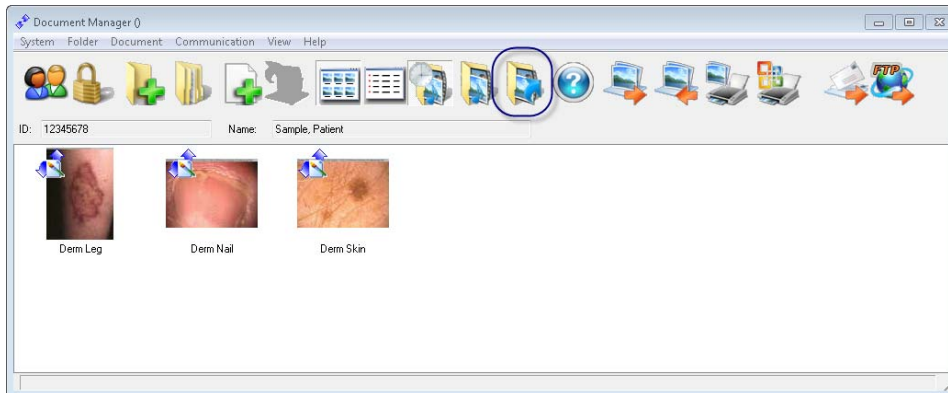 Document Manager ()
System Folder Document Communication View Help
FTP
ID: 12345678 Name: Sample, Patient
Derm Leg Derm Nail Derm Skin